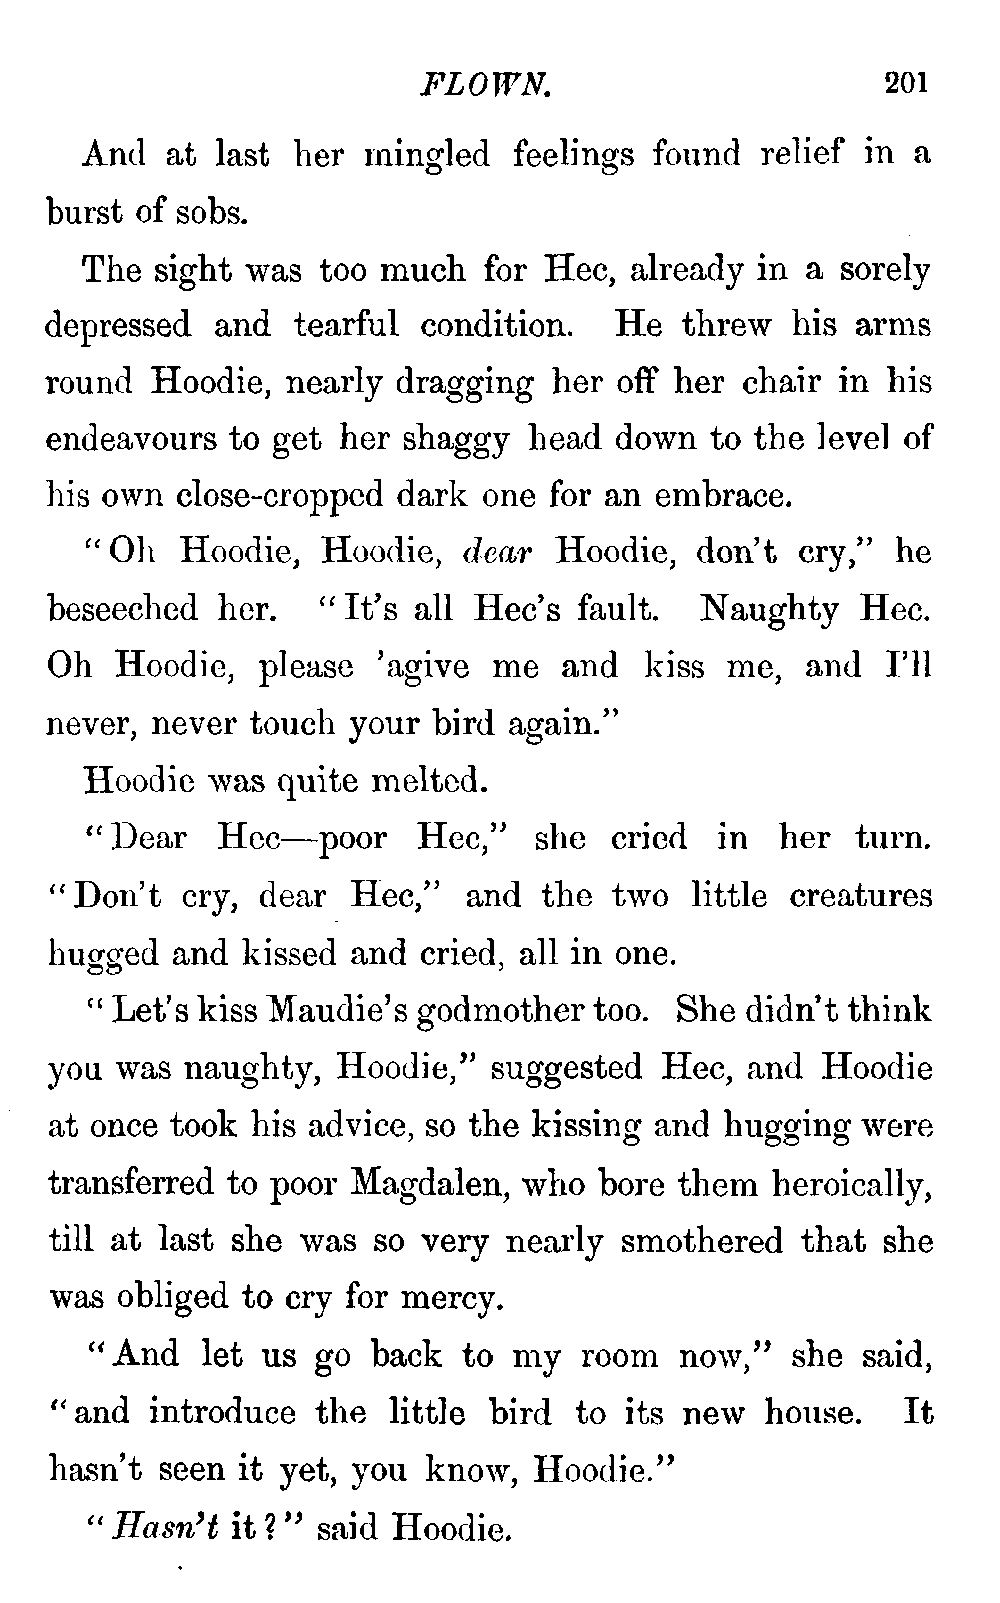 FLOWN. 201
And at last her mingled feelings found relief in a
burst of sobs.
The sight was too much for Hec, already in a sorely
depressed and tearful condition. He threw his arms
round Hoodie, nearly dragging her off her chair in his
endeavours to get her shaggy head down to the level of
his own close-cropped dark one for an embrace.
“Oh Hoodie, Hoodie, dear Hoodie, don’t cry,” he
beseeched her. “It’s all Hec’s fault. Naughty Hec.
Oh Hoodie, please ’agive me and kiss me, and I’ll
never, never touch your bird again.”
Hoodie was quite melted.
“Dear Hec—poor Hec,” she cried in her turn.
“Don’t cry, dear Hec,” and the two little creatures
hugged and kissed and cried, all in one.
“Let’s kiss Maudie’s godmother too. She didn’t think
you was naughty, Hoodie,” suggested Hec, and Hoodie
at once took his advice, so the kissing and hugging were
transferred to poor Magdalen, who bore them heroically,
till at last she was so very nearly smothered that she
was obliged to cry for mercy.
“And let us go back to my room now,” she said,
“and introduce the little bird to its new house. It
hasn’t seen it yet, you know, Hoodie.”
“Hasn’t it?” said Hoodie.